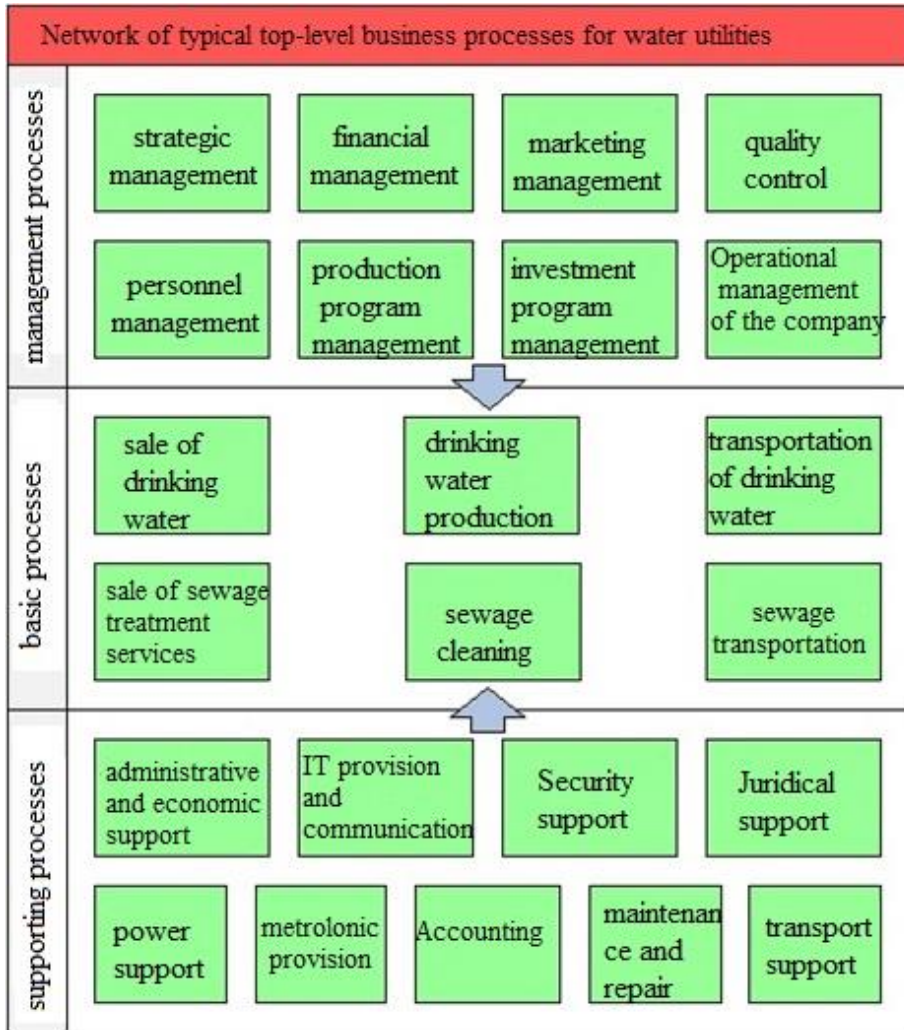 Network of typical top-level business processes for water utilities
management processes
strategic
management
financial
management
marketing
management
quality
control
personnel
management
production
program
management
investment
program
management
Operational
management
of the company
basic processes
sale of
drinking
water
drinking
water
production
transportation
of drinking
water
sale of sewage
treatment
services
sewage
cleaning
sewage
transportation
supporting processes
administrative
and economic
support
IT provision
and
communication
Security
support
Juridical
support
power
support
metrolonic
provision
Accounting
maintenan
ce and
repair
transport
support